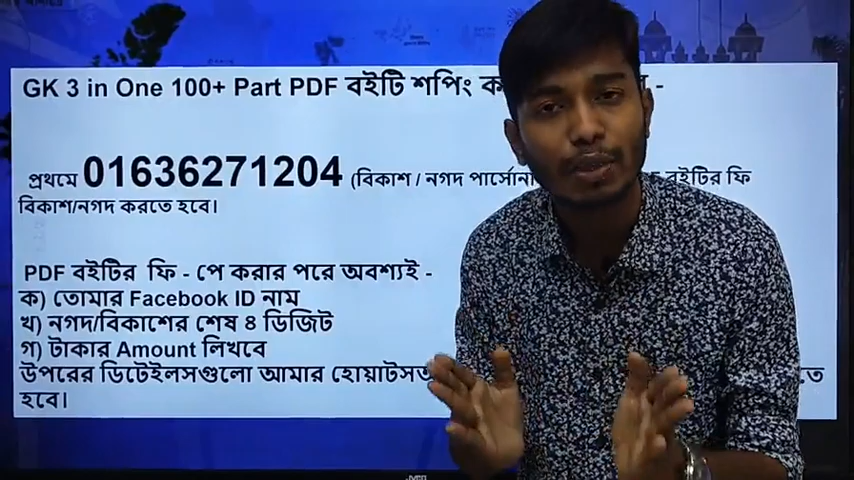 GK 3 in One 100+ Part PDF বইটি শপিং
প্রথমে 01636271204 (বিকাশ / নগদ বইটির ফি
বিকাশ/নগদ করতে হবে।
PDF বইটির ফি - পে করার পরে অবশ্যই -
ক) তোমার Facebook ID নাম
খ) নগদ/বিকাশের শেষ ৪ ডিজিট
গ) টাকার Amount লিখবে
উপরের ডিটেইলসগুলো আমার
হবে।